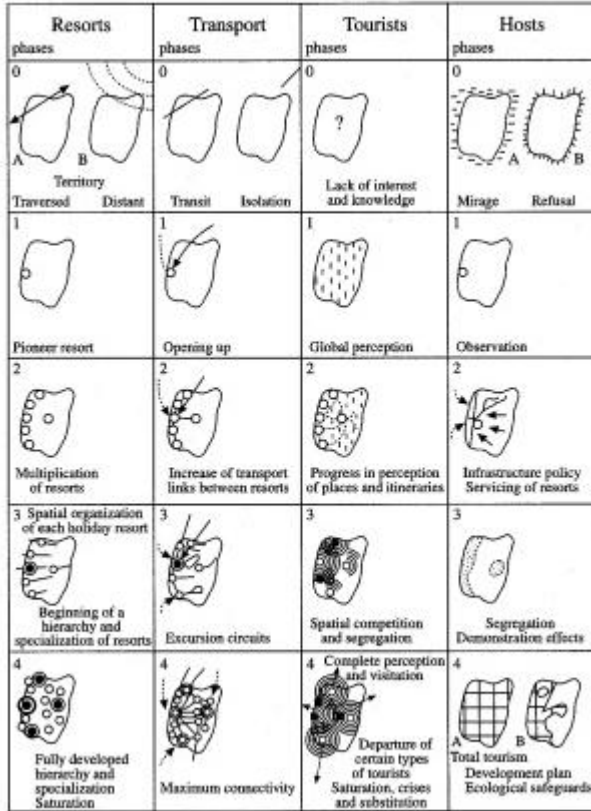 Resorts
phases
Transport
phases
Tourists
phases
Hosts
phases
0
A
B
Territory
Traversed Distant
0
Transit Isolation
0
?
Lack of interest
and knowledge
0
A
B
Mirage Refusal
1
Pioneer resort
1
Opening up
1
Global perception
1
Observation
2
Multiplication
of resorts
2
Increase of transport
links between resorts
2
Progress in perception
of places and itineraries
2
Infrastructure policy
Servicing of resorts
3 Spatial organization
of each holiday resort
Beginning of a
hierarchy and
specialization of resorts
3
Excursion circuits
3
Spatial competition
and segregation
3
Segregation
Demonstration effects
4
Fully developed
hierarchy and
specialization
Saturation
4
Maximum connectivity
4 Complete perception
and visitation
Departure of
certain types
of tourists
Saturation, crises
and substitution
4
A
B
Total tourism
Development plan
Ecological safeguards